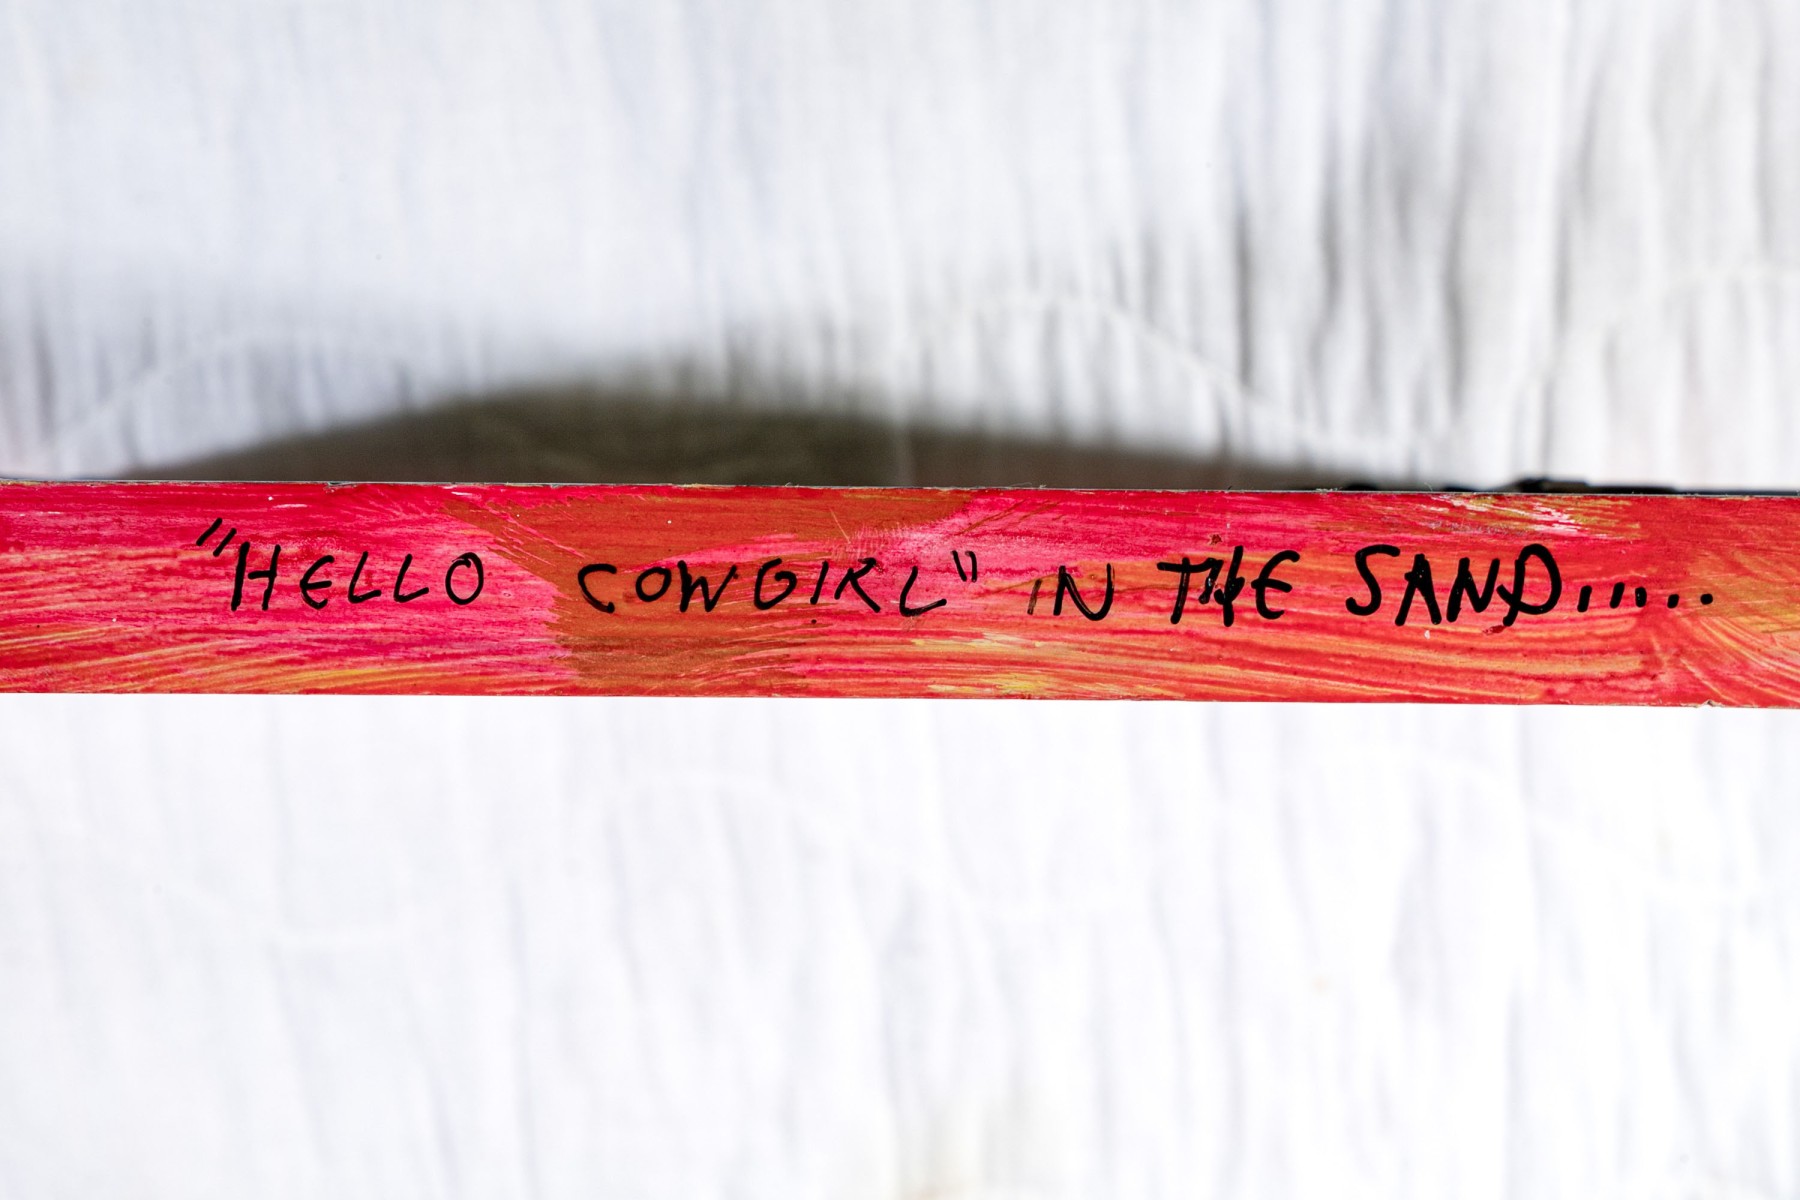 "HELLO COWGIRL" IN THE SAND.....